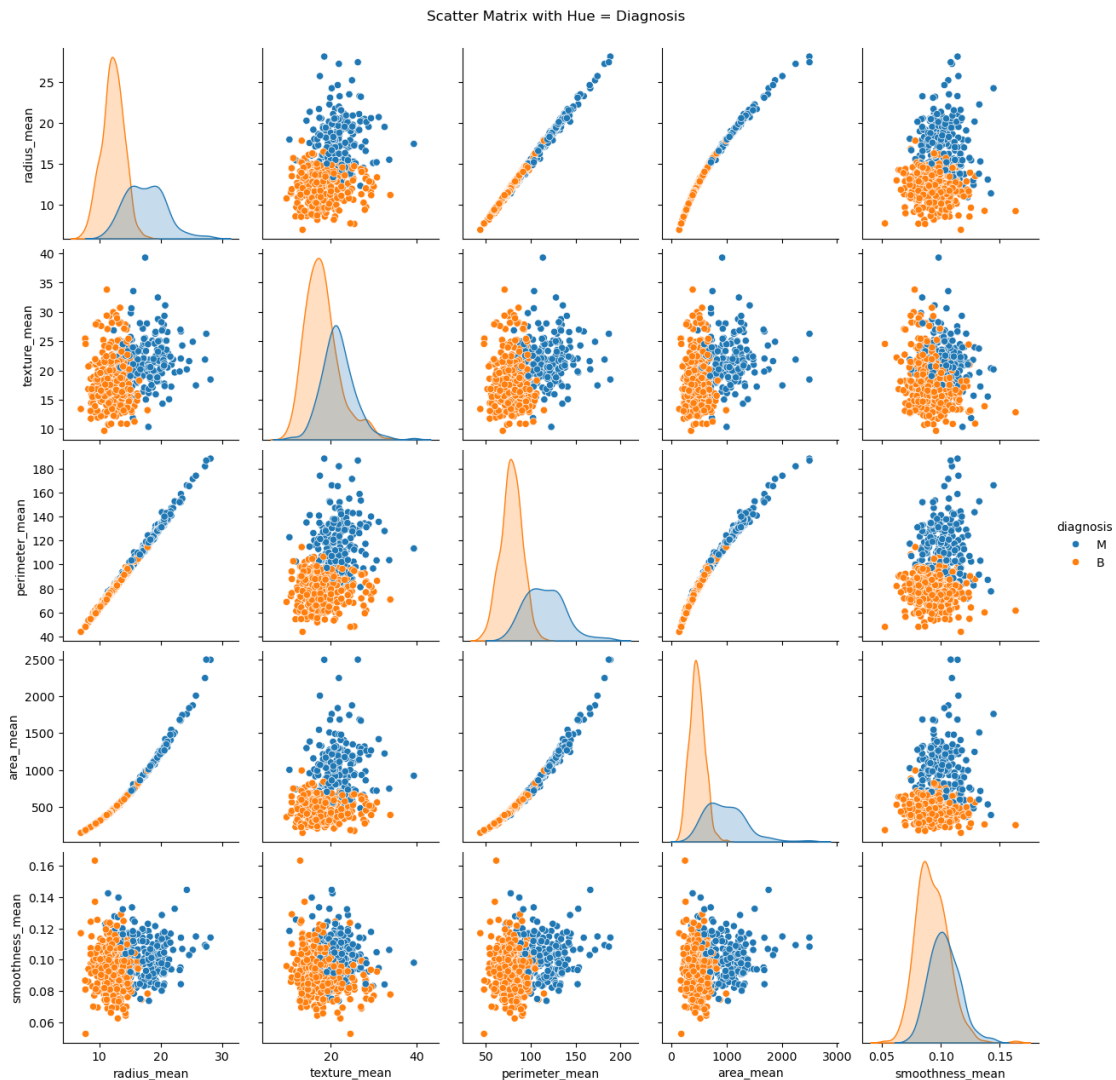 Scatter Matrix with Hue = Diagnosis
radius_mean
25
20
15
10
texture_mean
40
35
30
25
20
15
10
perimeter_mean
180
160
140
120
100
80
60
40
diagnosis
M
B
area_mean
2500
2000
1500
1000
500
smoothness_mean
0.16
0.14
0.12
0.10
0.08
0.06
10 20 30
20 40
50 100 150 200
0 1000 2000 3000
0.05 0.10 0.15
radius_mean texture_mean perimeter_mean area_mean smoothness_mean